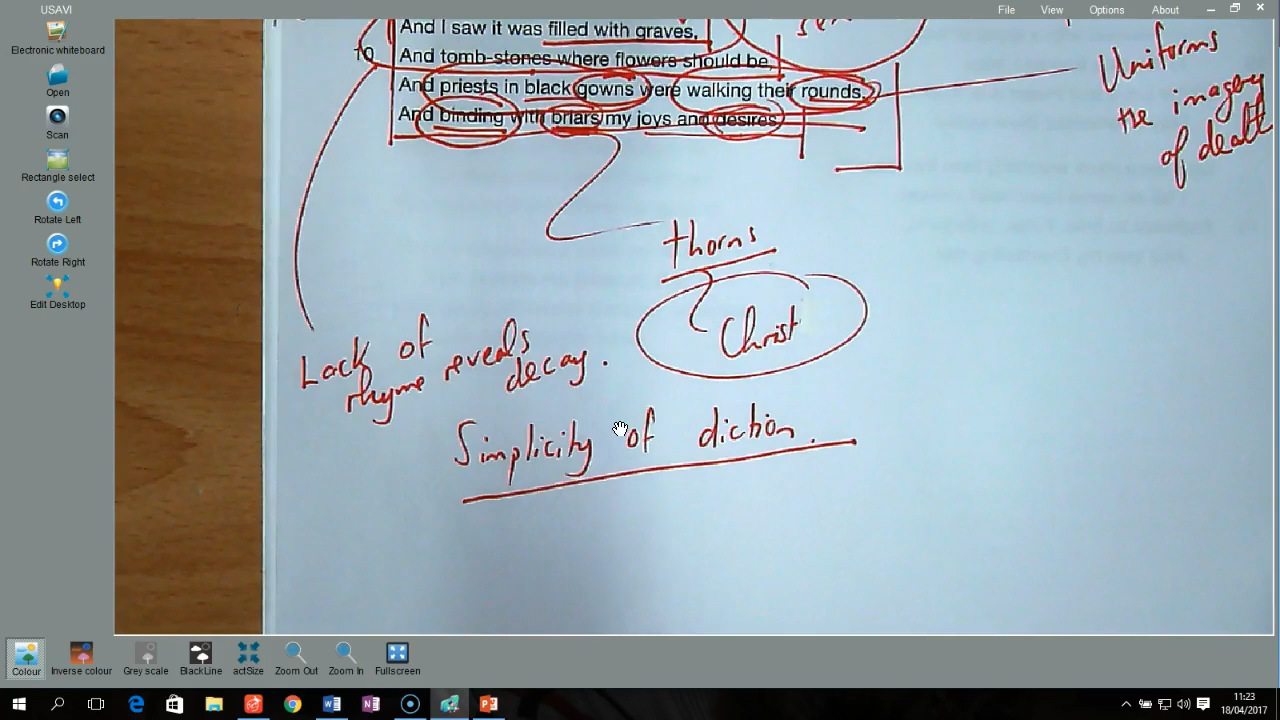 USAVI
File View Options About
Electronic whiteboard
Open
Scan
Rectangle select
Rotate Left
Rotate Right
Edit Desktop
And I saw it was filled with graves,
10 And tomb-stones where flowers should be,
And priests in black gowns were walking their rounds,
And binding with briars my joys and desires
Uniforms
the imagery
of death
thorns
Christ
Lack of
rhyme reveals
decay.
Simplicity of diction.
Colour Inverse colour Grey scale BlackLine actSize Zoom Out Zoom In Fullscreen
11:23
18/04/2017